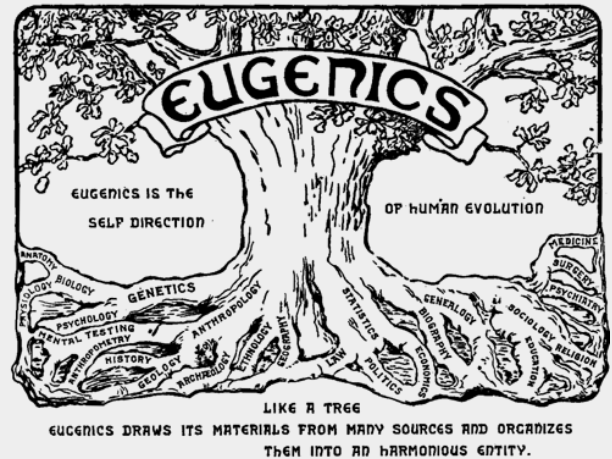 EUGENICS
EUGENICS IS THE
SELF DIRECTION
OF HUMAN EVOLUTION
ANATOMY
PHYSIOLOGY
BIOLOGY
GENETICS
PSYCHOLOGY
MENTAL TESTING
ANTHROPOMETRY
HISTORY
GEOLOGY
ANTHROPOLOGY
ARCHÆOLOGY
ETHNOLOGY
GEOGRAPHY
LAW
STATISTICS
POLITICS
ECONOMICS
BIOGRAPHY
GENEALOGY
EDUCATION
SOCIOLOGY
RELIGION
PSYCHIATRY
SURGERY
MEDICINE
LIKE A TREE
EUGENICS DRAWS ITS MATERIALS FROM MANY SOURCES AND ORGANIZES
THEM INTO AN HARMONIOUS ENTITY.